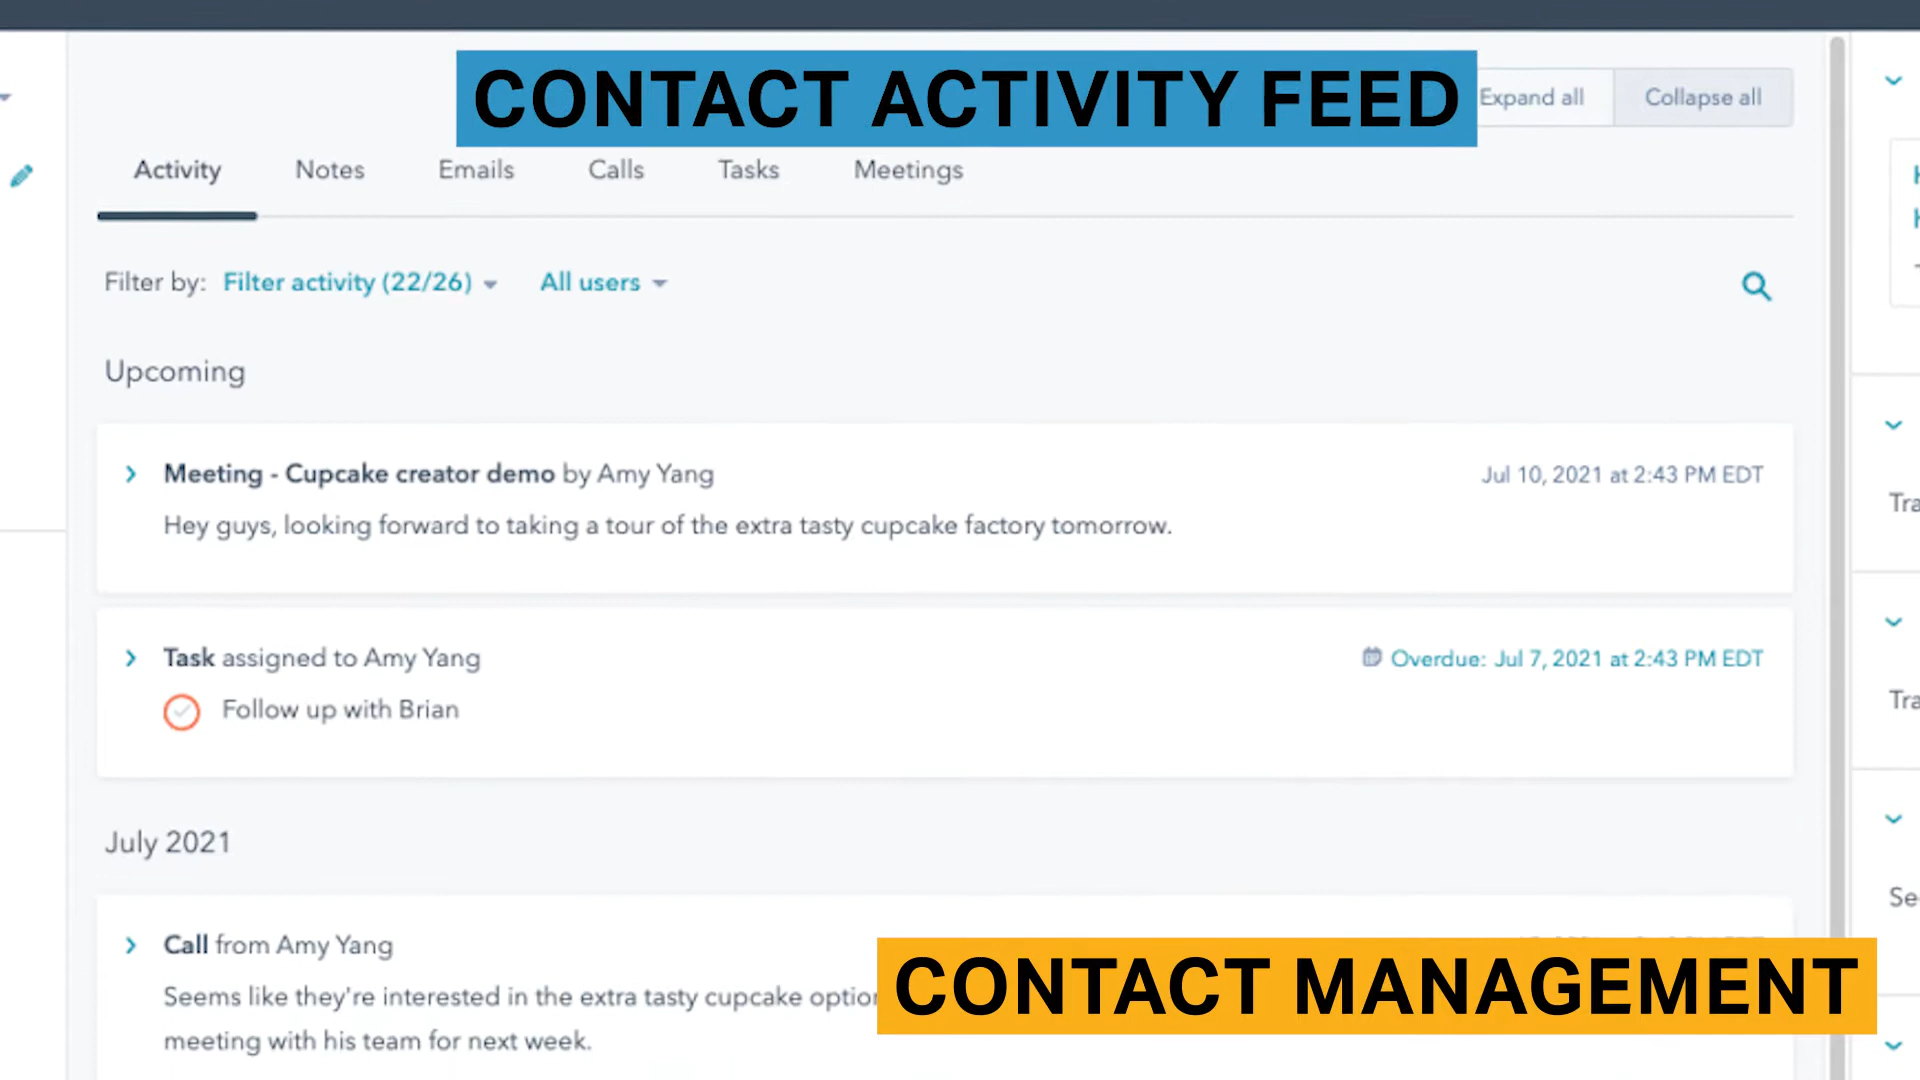 CONTACT ACTIVITY FEED
Expand all
Collapse all
Activity
Notes
Emails
Calls
Tasks
Meetings
Filter by: Filter activity (22/26)
All users
Upcoming
Meeting - Cupcake creator demo by Amy Yang
Jul 10, 2021 at 2:43 PM EDT
Hey guys, looking forward to taking a tour of the extra tasty cupcake factory tomorrow.
Task assigned to Amy Yang
Overdue: Jul 7, 2021 at 2:43 PM EDT
Follow up with Brian
July 2021
Call from Amy Yang
Seems like they're interested in the extra tasty cupcake
meeting with his team for next week.
CONTACT MANAGEMENT